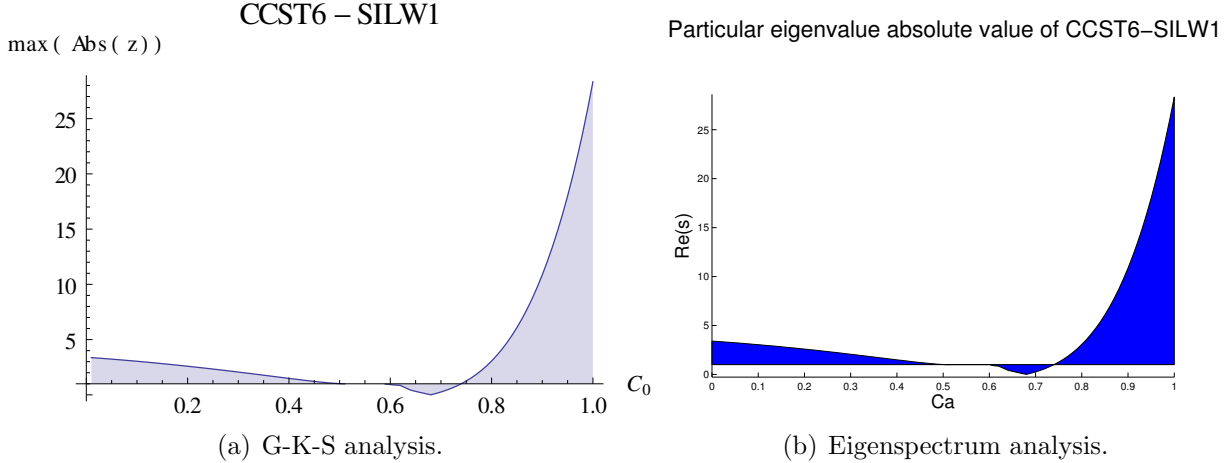 CCST6 – SILW1
max ( Abs ( z ) )
25
20
15
10
5
0.2 0.4 0.6 0.8 1.0
C0
(a) G-K-S analysis.
Particular eigenvalue absolute value of CCST6–SILW1
Re(s)
25
20
15
10
5
0
0 0.1 0.2 0.3 0.4 0.5 0.6 0.7 0.8 0.9 1
Ca
(b) Eigenspectrum analysis.